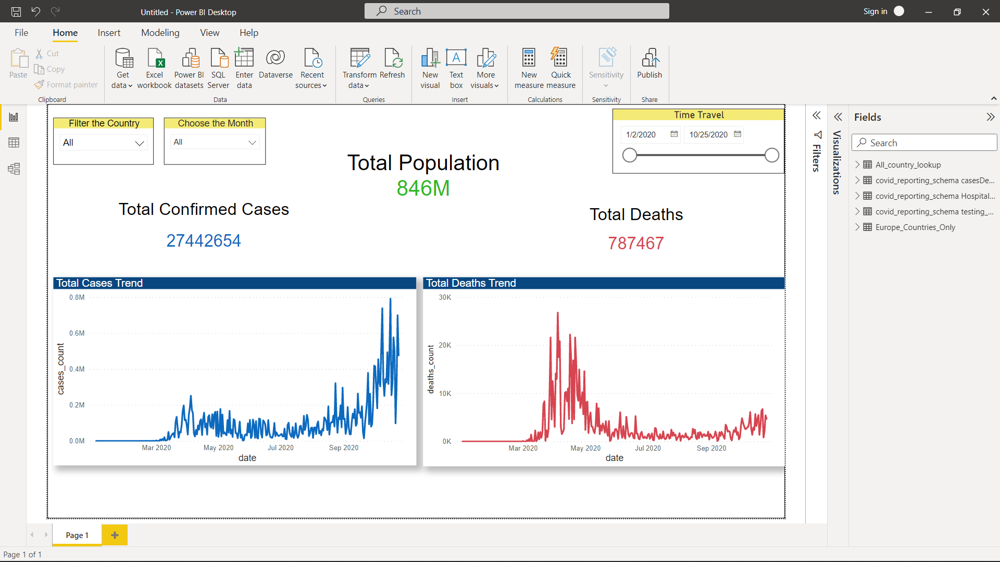 Untitled - Power BI Desktop
Search
Sign in
File
Home
Insert
Modeling
View
Help
Paste
Cut
Copy
Format painter
Clipboard
Get data
Excel workbook
Power BI datasets
SQL Server
Enter data
Dataverse
Recent sources
Data
Transform data
Refresh
Queries
New visual
Text box
More visuals
Insert
New measure
Quick measure
Calculations
Sensitivity
Sensitivity
Publish
Share
Filter the Country
All
Choose the Month
All
Time Travel
1/2/2020
10/25/2020
Total Population
846M
Total Confirmed Cases
27442654
Total Deaths
787467
Total Cases Trend
0.8M
0.6M
0.4M
0.2M
0.0M
cases_count
Mar 2020
May 2020
Jul 2020
Sep 2020
date
Total Deaths Trend
30K
20K
10K
0K
deaths_count
Mar 2020
May 2020
Jul 2020
Sep 2020
date
Filters
Visualizations
Fields
Search
All_country_lookup
covid_reporting_schema casesDe...
covid_reporting_schema Hospital...
covid_reporting_schema testing_...
Europe_Countries_Only
Page 1
Page 1 of 1